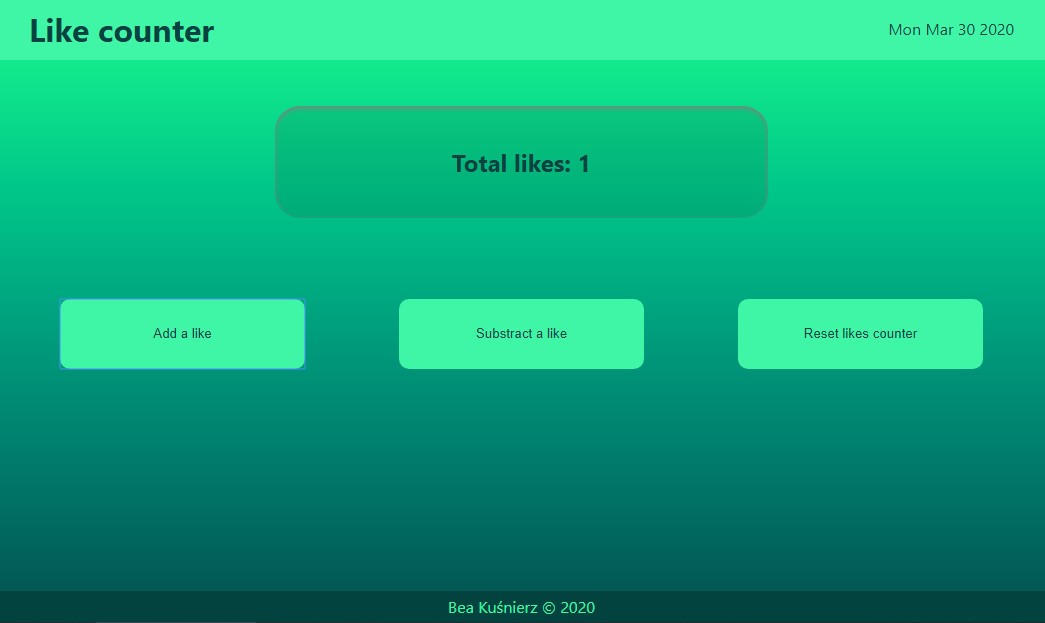 Like counter
Mon Mar 30 2020
Total likes: 1
Add a like
Substract a like
Reset likes counter
Bea Kuśnierz © 2020